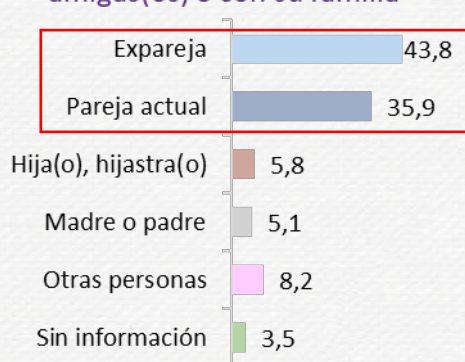 Expareja 43,8
Pareja actual 35,9
Hija(o), hijastra(o) 5,8
Madre o padre 5,1
Otras personas 8,2
Sin información 3,5